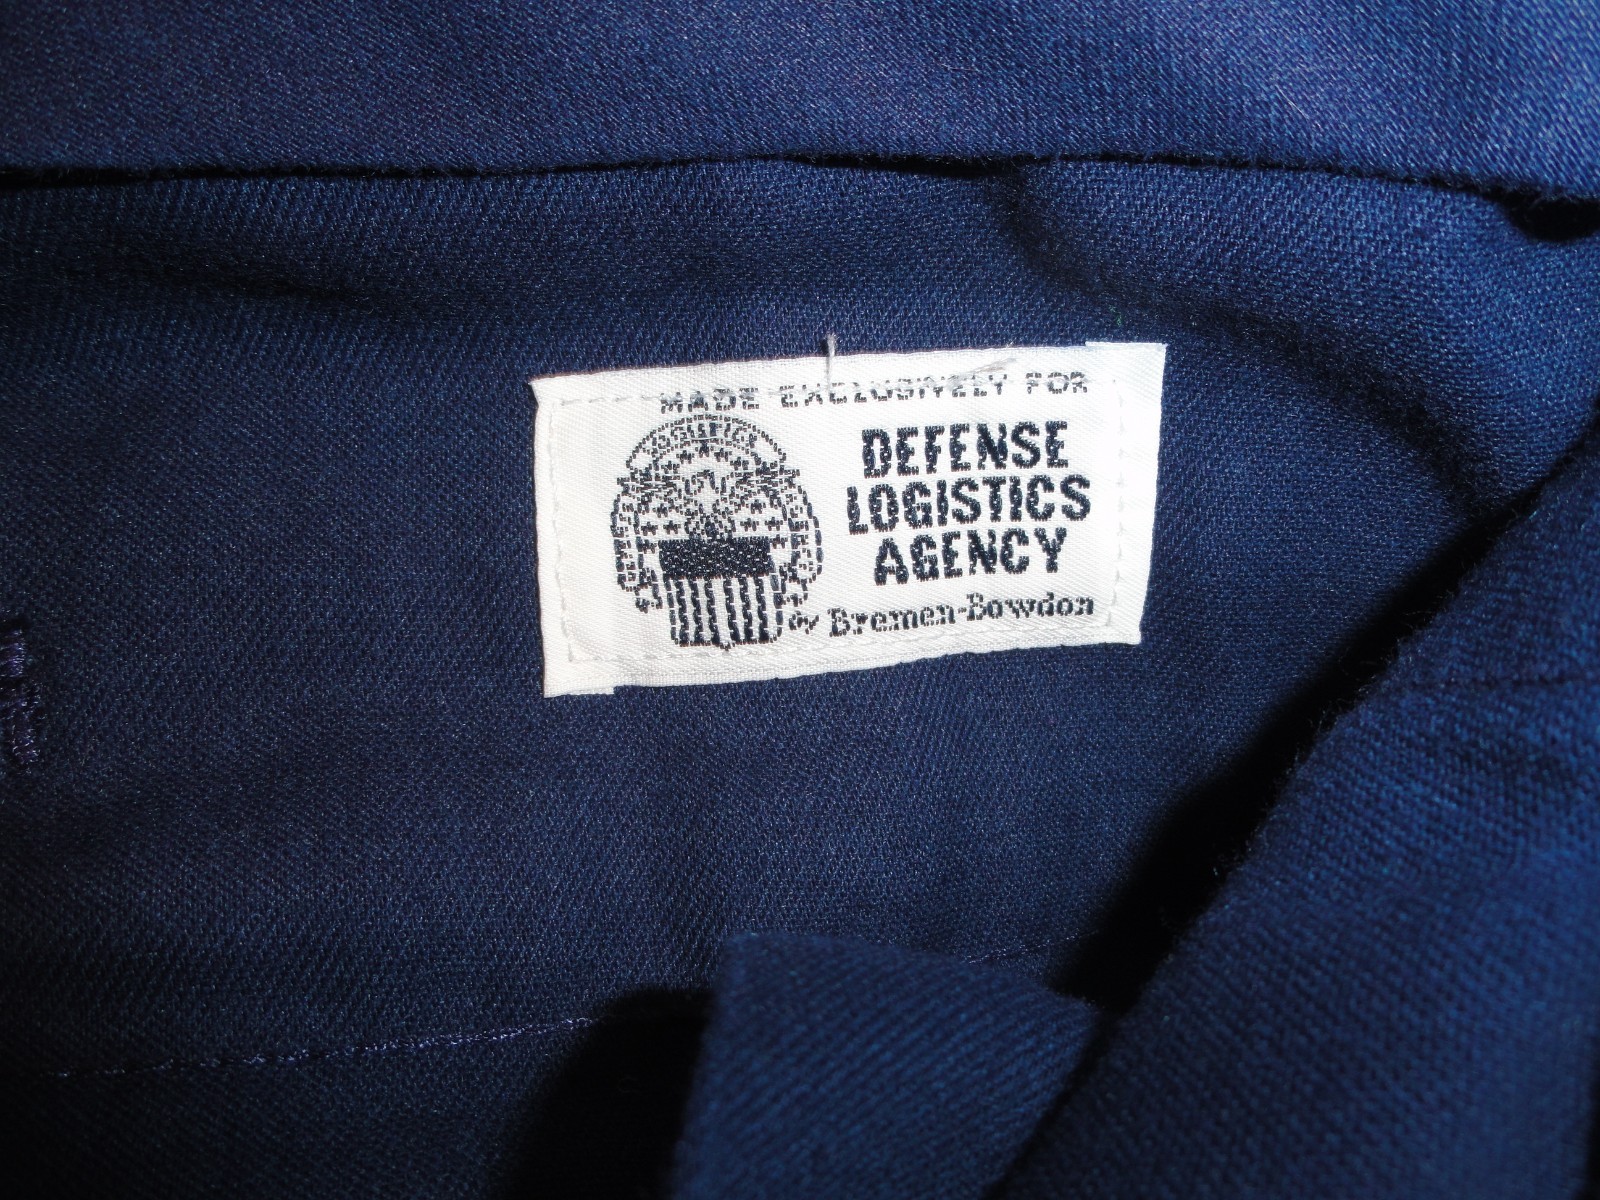 MADE EXCLUSIVELY FOR
DEFENSE
LOGISTICS
AGENCY
by Bremen-Bowdon